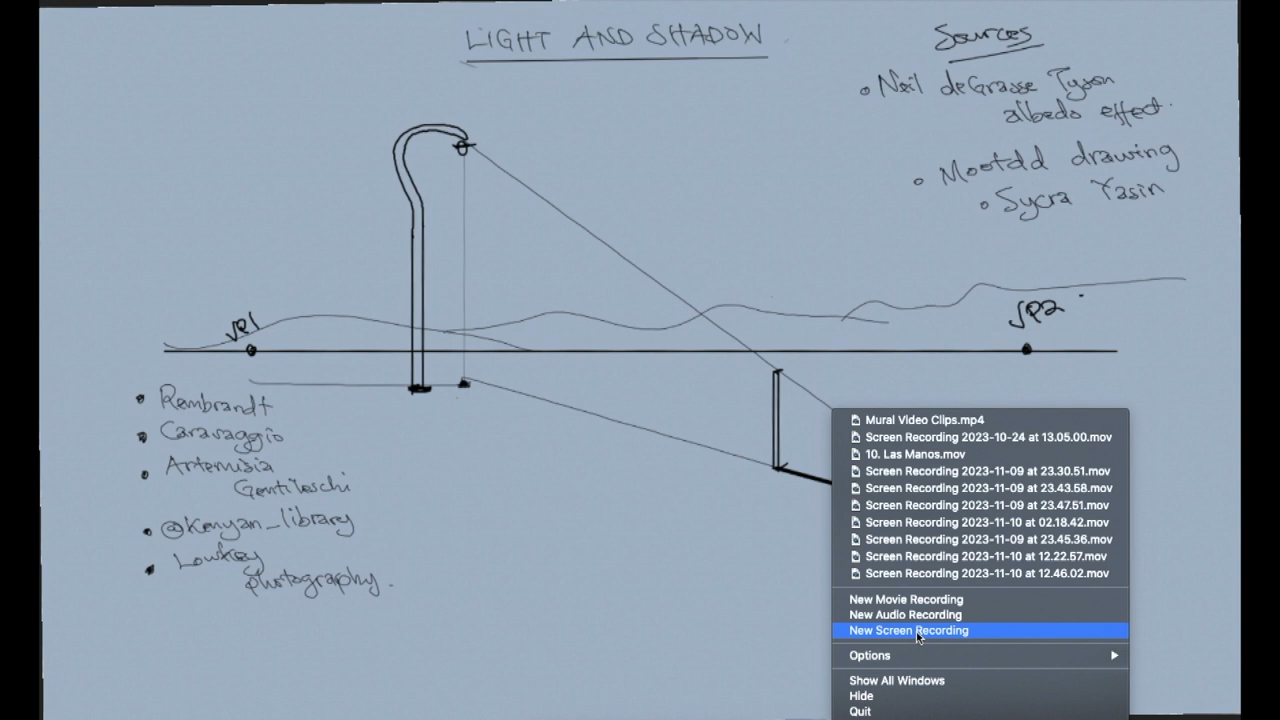 LIGHT AND SHADOW
Sources
Neil deGrasse Tyson
albedo effect.
drawing
Sycra Yasin
VP1
VP2
Rembrandt
Caravaggio
Artemisia
Gentileschi
@Kenyan_library
Lowkey
photography.
Mural Video Clips.mp4
Screen Recording 2023-10-24 at 13.05.00.mov
10. Las Manos.mov
Screen Recording 2023-11-09 at 23.30.51.mov
Screen Recording 2023-11-09 at 23.43.58.mov
Screen Recording 2023-11-09 at 23.47.51.mov
Screen Recording 2023-11-10 at 02.18.42.mov
Screen Recording 2023-11-09 at 23.45.36.mov
Screen Recording 2023-11-10 at 12.22.57.mov
Screen Recording 2023-11-10 at 12.46.02.mov
New Movie Recording
New Audio Recording
New Screen Recording
Options
Show All Windows
Hide
Quit